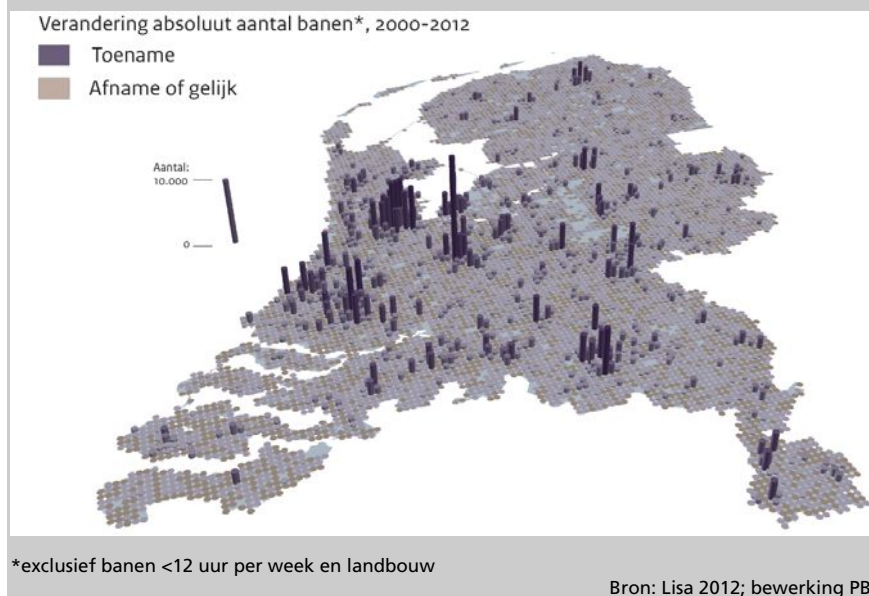 Verandering absoluut aantal banen*, 2000-2012
Toename
Afname of gelijk
Aantal:
10.000
0
*exclusief banen <12 uur per week en landbouw
Bron: Lisa 2012; bewerking PB